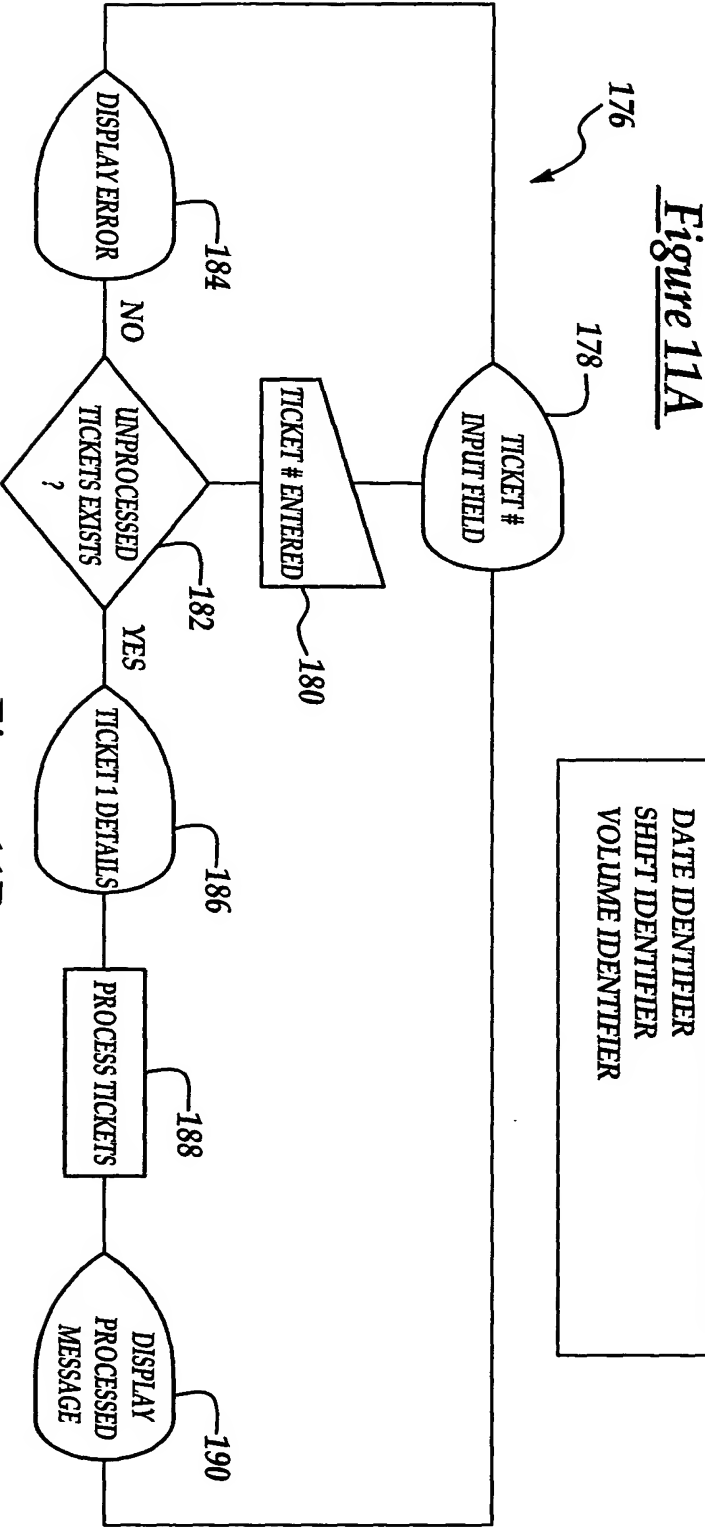 DATE IDENTIFIER
SHIFT IDENTIFIER
VOLUME IDENTIFIER
Figure 11A
176
178
TICKET #
INPUT FIELD
TICKET # ENTERED
180
184
DISPLAY ERROR
NO
182
UNPROCESSED
TICKETS EXISTS
?
YES
186
TICKET 1 DETAILS
188
PROCESS TICKETS
190
DISPLAY
PROCESSED
MESSAGE